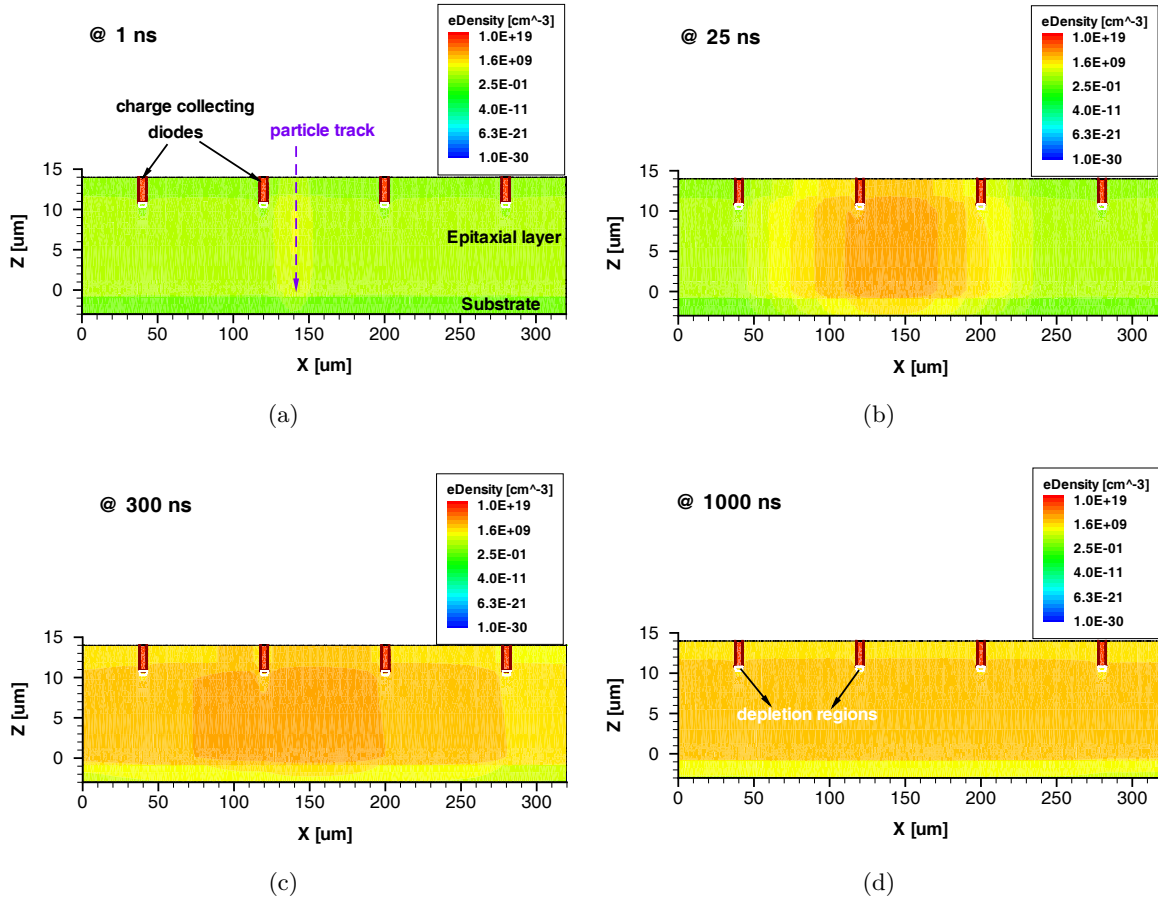 @ 1 ns
eDensity [cm^-3]
1.0E+19
1.6E+09
2.5E-01
4.0E-11
6.3E-21
1.0E-30
charge collecting
diodes
particle track
Epitaxial layer
Substrate
15
10
5
0
Z [um]
0 50 100 150 200 250 300
X [um]
(a)
@ 25 ns
eDensity [cm^-3]
1.0E+19
1.6E+09
2.5E-01
4.0E-11
6.3E-21
1.0E-30
15
10
5
0
Z [um]
0 50 100 150 200 250 300
X [um]
(b)
@ 300 ns
eDensity [cm^-3]
1.0E+19
1.6E+09
2.5E-01
4.0E-11
6.3E-21
1.0E-30
15
10
5
0
Z [um]
0 50 100 150 200 250 300
X [um]
(c)
@ 1000 ns
eDensity [cm^-3]
1.0E+19
1.6E+09
2.5E-01
4.0E-11
6.3E-21
1.0E-30
15
10
5
0
Z [um]
depletion regions
0 50 100 150 200 250 300
X [um]
(d)